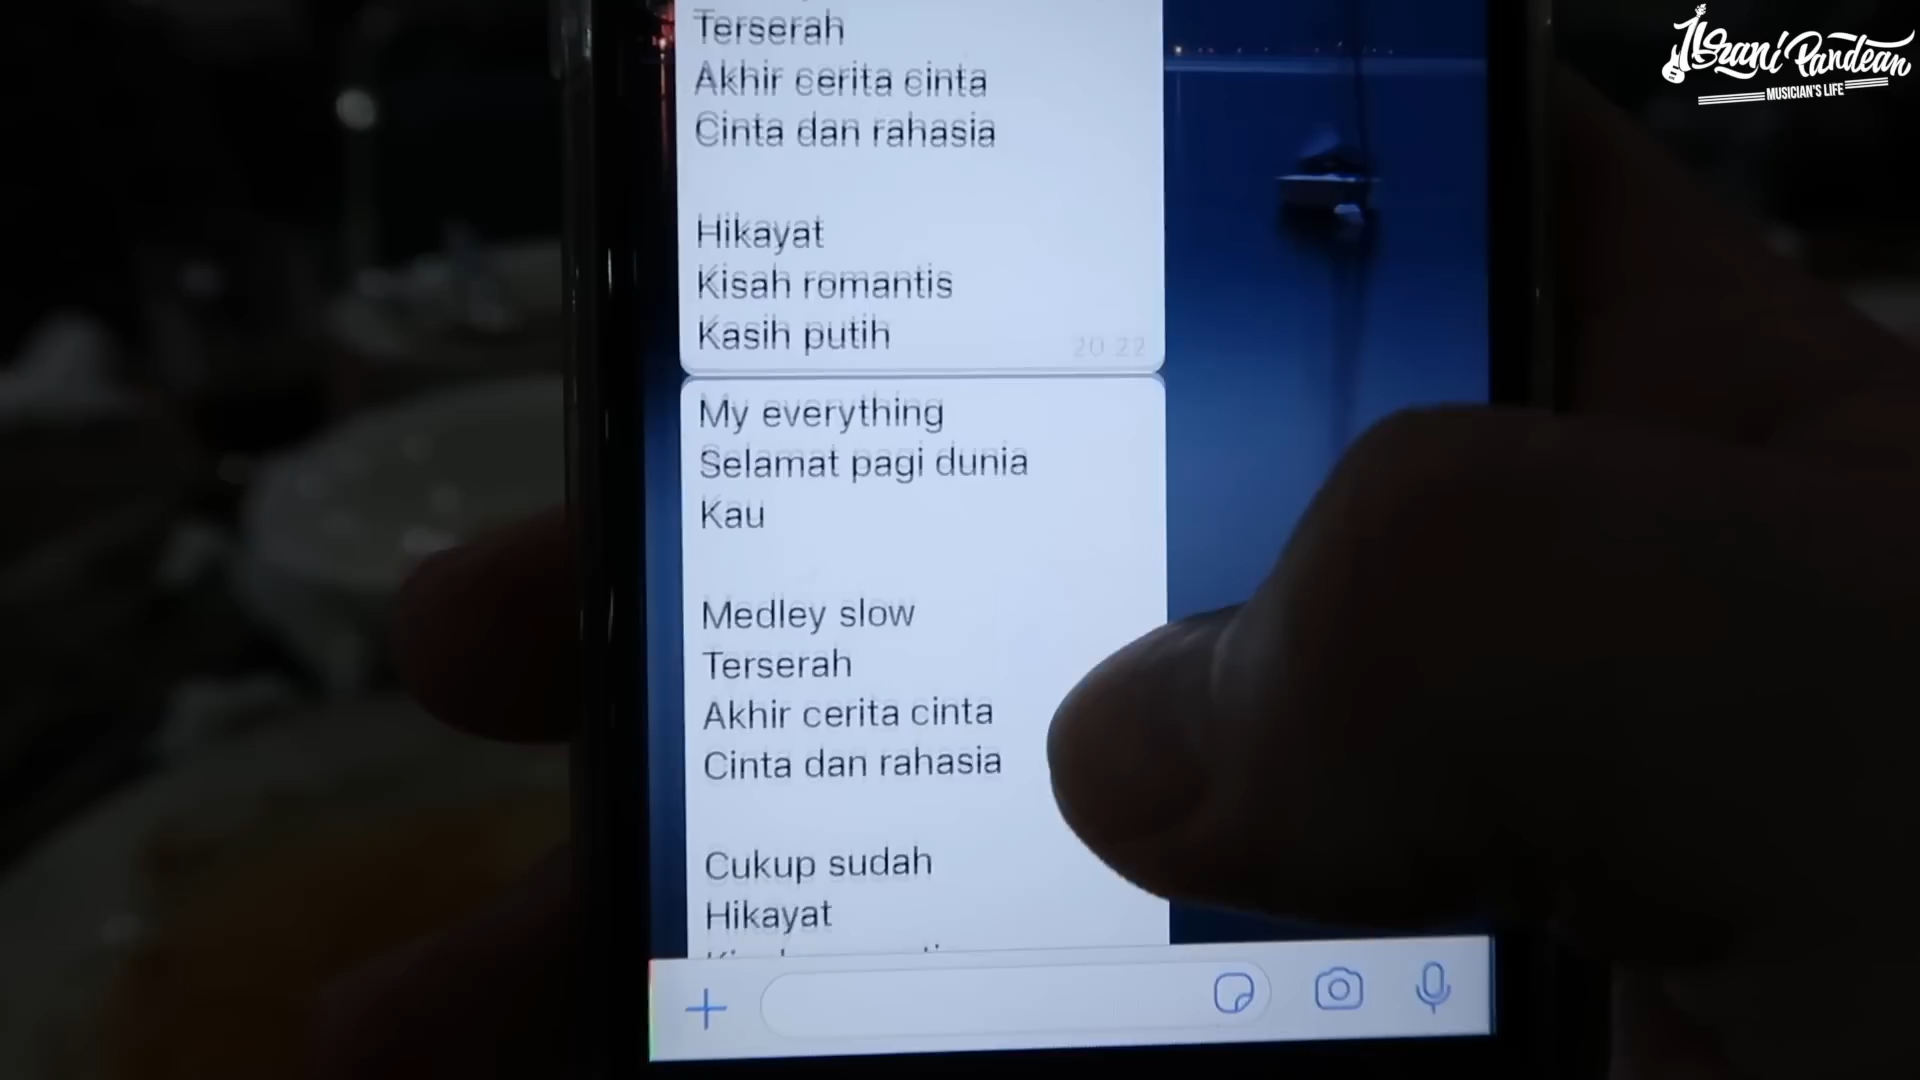 Terserah
Akhir cerita cinta
Cinta dan rahasia
Hikayat
Kisah romantis
Kasih putih
20 22
My everything
Selamat pagi dunia
Kau
Medley slow
Terserah
Akhir cerita cinta
Cinta dan rahasia
Cukup sudah
Hikayat
Israni Pandean
MUSICIAN'S LIFE